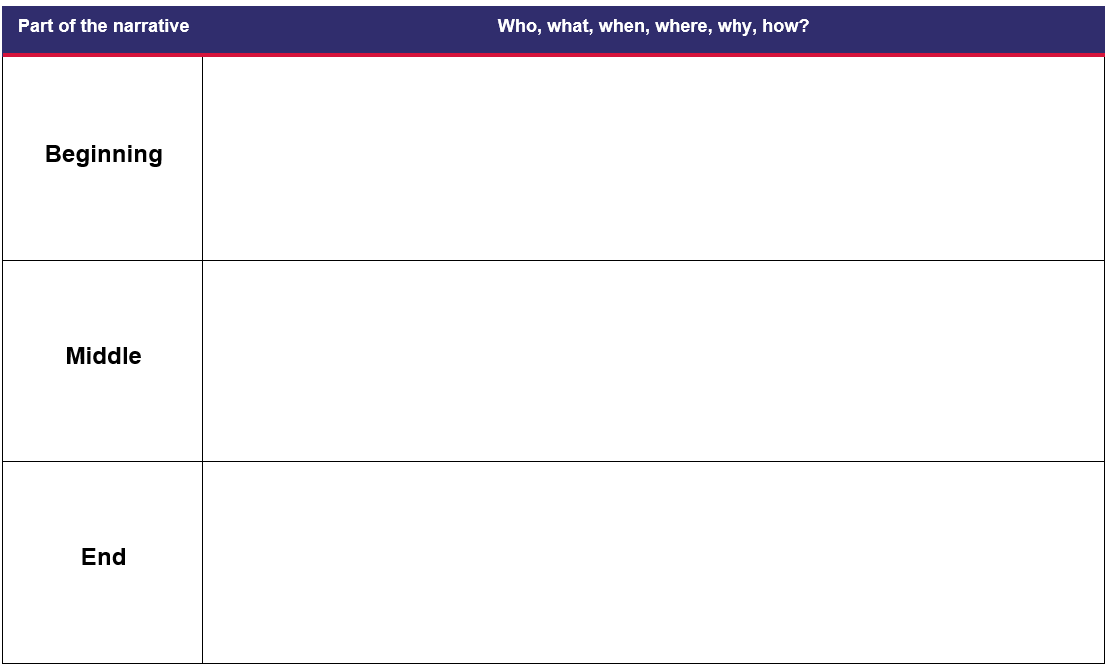 Part of the narrative
Who, what, when, where, why, how?
Beginning
Middle
End